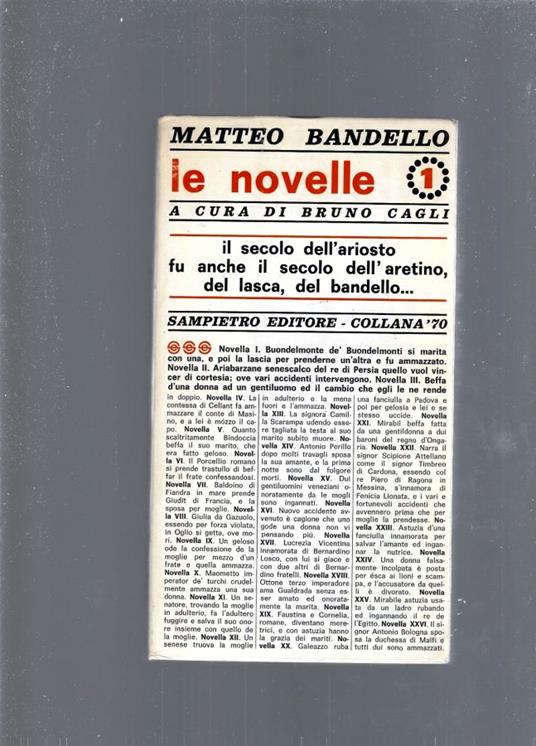 MATTEO BANDELLO
le novelle 1
A CURA DI BRUNO CAGLI
il secolo dell'ariosto
fu anche il secolo dell'aretino,
del lasca, del bandello...
SAMPIETRO EDITORE - COLLANA '70
Novella I. Buondelmonte de' Buondelmonti si marita
con una, e poi la lascia per prenderne un'altra e fu ammazzato.
Novella II. Ariabarzane senescalco del re di Persia quello vuol vin-
cer di cortesia; ove vari accidenti intervengono. Novella III. Beffa
d'una donna ad un gentiluomo ed il cambio che egli le ne rende
in doppio. Novella IV. La
contessa di Cellant fa am-
mazzare il conte di Masi-
no, e a lei è mózzo il ca-
po. Novella V. Quanto
scaltritamente Bindoccia
beffa il suo marito, che
era fatto geloso. Novel-
la VI. Il Porcellio romano
si prende trastullo di bef-
far il frate confessandosi.
Novella VII. Baldoino di
Fiandra in mare prende
Giudit di Francia, e la
sposa per moglie. Novel-
la VIII. Giulia da Gazuolo,
essendo per forza violata,
in Oglio si getta, ove mo-
ri. Novella IX. Un geloso
ode la confessione de la
moglie per mezzo d'un
frate e quella ammazza.
Novella X. Maometto im-
perator de' turchi crudel-
mente ammazza una sua
donna. Novella XI. Un se-
natore, trovando la moglie
in adulterio, fa l'adultero
fuggire e salva il suo ono-
re insieme con quello de
la moglie. Novella XII. Un
senese truova la moglie
in adulterio e la mena
fuori e l'ammazza. Novel-
la XIII. La signora Camil-
la Scarampa udendo esse-
re tagliata la testa al suo
marito subito muore. No-
vella XIV. Antonio Perillo
dopo molti travagli sposa
la sua amante, e la prima
notte sono dal folgore
morti. Novella XV. Dui
gentiluomini veneziani o-
noratamente da le mogli
sono ingannati. Novella
XVI. Nuovo accidente av-
venuto è cagione che uno
gode una donna non vi
pensando più. Novella
XVII. Lucrezia Vicentina
innamorata di Bernardino
Losco, con lui si giace e
con due altri di Bernar-
dino fratelli. Novella XVIII.
Ottone terzo imperadore
ama Gualdrada senza es-
ser amato ed onoratamen-
te la marita. Novella
XIX. Faustina e Cornelia,
romane, diventano mere-
trici, e con astuzia hanno
la grazia dei mariti. No-
vella XX. Galeazzo ruba
una fanciulla a Padova e
poi per gelosia e lei e se
stesso uccide. Novella
XXI. Mirabil beffa fatta
da una gentildonna a dui
baroni del regno d'Onga-
ria. Novella XXII. Narra il
signor Scipione Attellano
come il signor Timbreo
di Cardona, essendo col
re Piero di Ragona in
Messina, s'innamora di
Fenicia Lionata, e i vari e
fortunevoli accidenti che
avvennero prima che per
moglie la prendesse. No-
vella XXIII. Astuzia d'una
fanciulla innamorata per
salvar l'amante ed ingan-
nar la nutrice. Novella
XXIV. Una donna falsa-
mente incolpata è posta
per ésca ai lioni e scam-
pa, e l'accusatore da quel-
li è divorato. Novella
XXV. Mirabile astuzia usa-
ta da un ladro rubando
ed ingannando il re de
l'Egitto. Novella XXVI. Il si-
gnor Antonio Bologna spo-
sa la duchessa di Malfi e
tutti dui sono ammazzati.